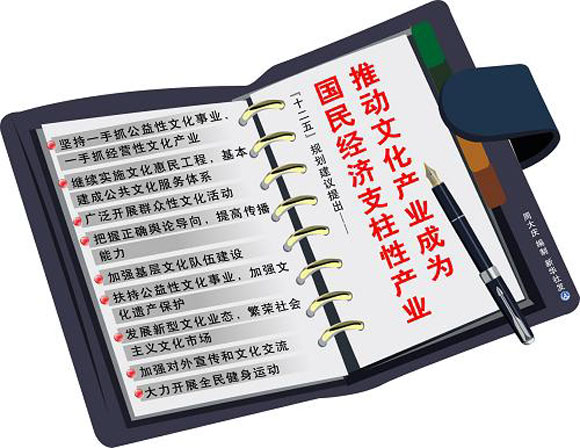 坚持一手抓公益性文化事业、
一手抓经营性文化产业
继续实施文化惠民工程，基本
建成公共文化服务体系
广泛开展群众性文化活动
把握正确舆论导向，提高传播
能力
加强基层文化队伍建设
扶持公益性文化事业，加强文
化遗产保护
发展新型文化业态，繁荣社会
主义文化市场
加强对外宣传和文化交流
大力开展全民健身运动
推动文化产业成为
国民经济支柱性产业
“十二五”规划建议提出——
周大庆 编制 新华社发